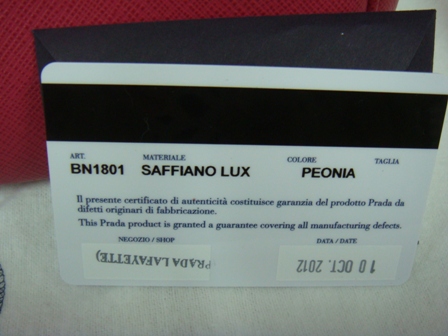 ART. MATERIALE COLORE TAGLIA
BN1801 SAFFIANO LUX PEONIA
Il presente certificato di autenticità costituisce garanzia del prodotto Prada da
difetti originari di fabbricazione.
This Prada product is granted a guarantee covering all manufacturing defects.
NEGOZIO / SHOP DATA / DATE
PRADA LAFAYETTE) 10 OCT. 2012